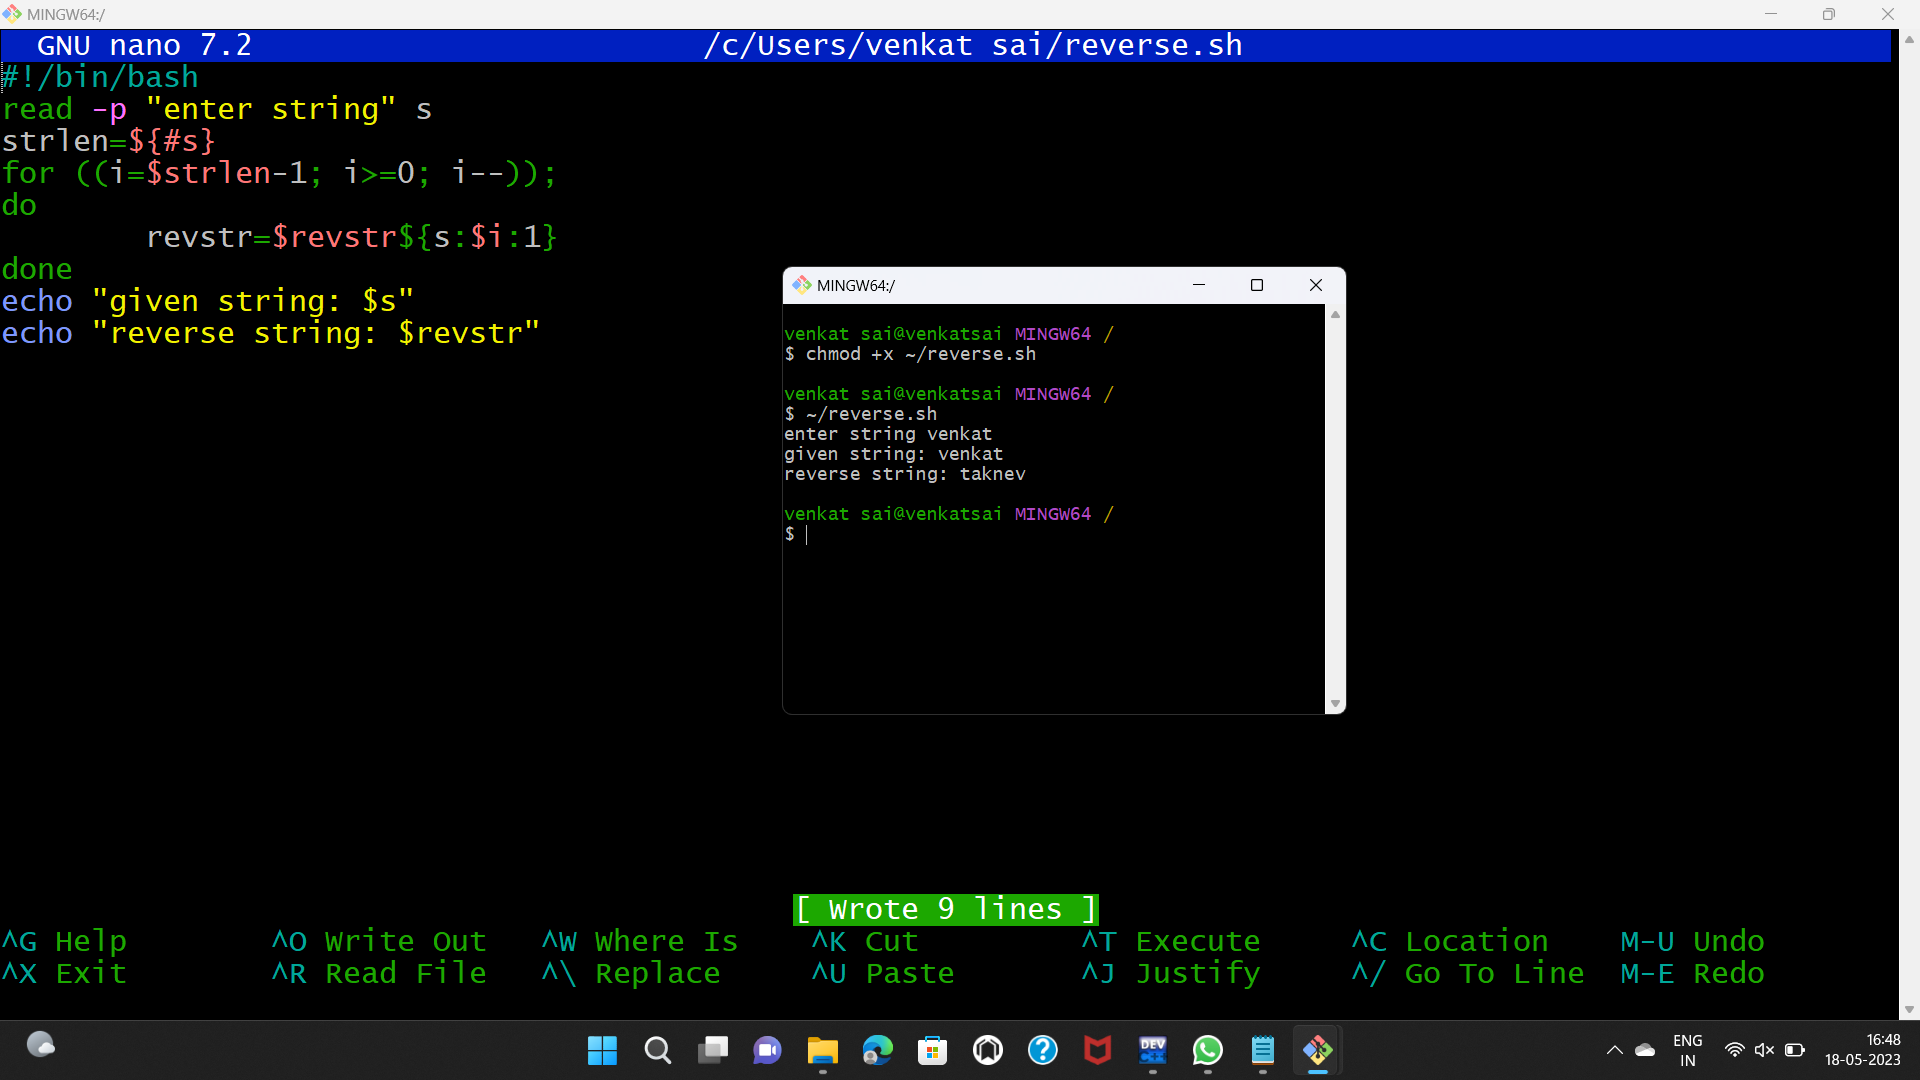 MINGW64:/
GNU nano 7.2 /c/Users/venkat sai/reverse.sh
#!/bin/bash
read -p "enter string" s
strlen=${#s}
for ((i=$strlen-1; i>=0; i--));
do
        revstr=$revstr${s:$i:1}
done
echo "given string: $s"
echo "reverse string: $revstr"
MINGW64:/
venkat sai@venkatsai MINGW64 /
$ chmod +x ~/reverse.sh
venkat sai@venkatsai MINGW64 /
$ ~/reverse.sh
enter string venkat
given string: venkat
reverse string: taknev
venkat sai@venkatsai MINGW64 /
$
[ Wrote 9 lines ]
^G Help ^O Write Out ^W Where Is ^K Cut ^T Execute ^C Location M-U Undo
^X Exit ^R Read File ^\ Replace ^U Paste ^J Justify ^/ Go To Line M-E Redo
DEV
C++
ENG
IN
16:48
18-05-2023